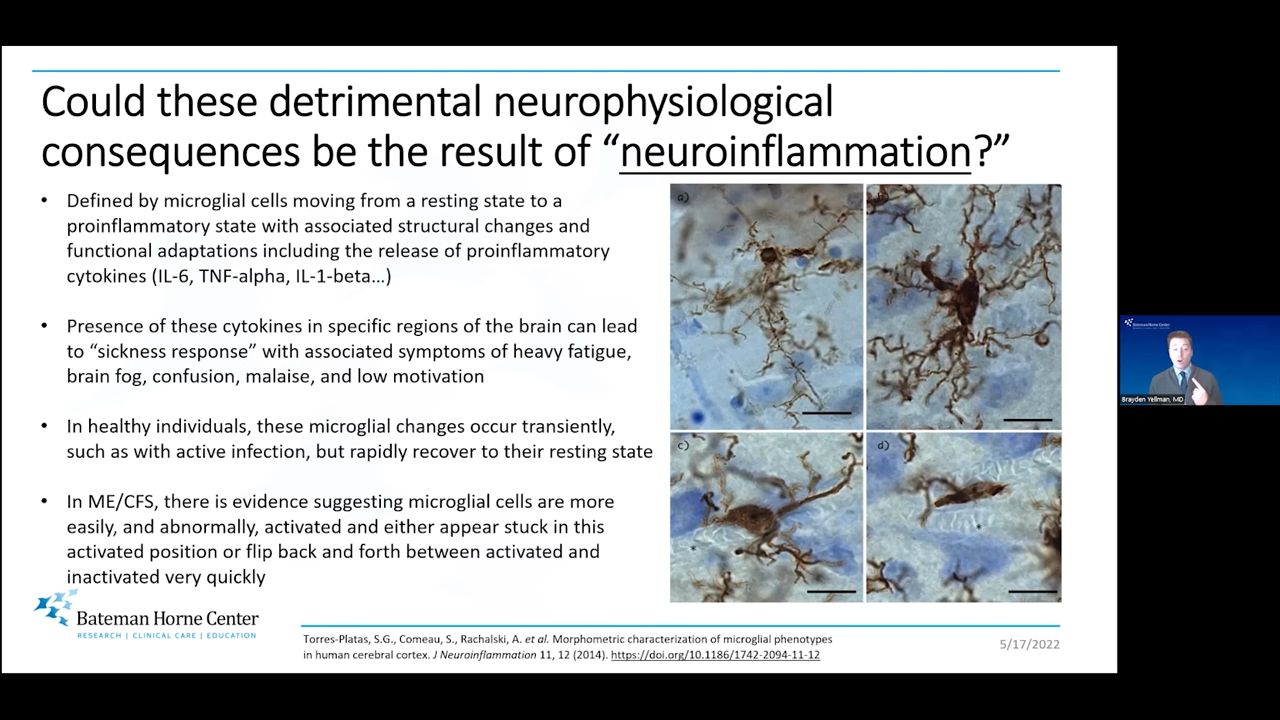 Could these detrimental neurophysiological
consequences be the result of “neuroinflammation?”
• Defined by microglial cells moving from a resting state to a
proinflammatory state with associated structural changes and
functional adaptations including the release of proinflammatory
cytokines (IL-6, TNF-alpha, IL-1-beta…)
• Presence of these cytokines in specific regions of the brain can lead
to “sickness response” with associated symptoms of heavy fatigue,
brain fog, confusion, malaise, and low motivation
• In healthy individuals, these microglial changes occur transiently,
such as with active infection, but rapidly recover to their resting state
• In ME/CFS, there is evidence suggesting microglial cells are more
easily, and abnormally, activated and either appear stuck in this
activated position or flip back and forth between activated and
inactivated very quickly
a)
c)
d)
*
*
Bateman Horne Center
RESEARCH | CLINICAL CARE | EDUCATION
Torres-Platas, S.G., Comeau, S., Rachalski, A. et al. Morphometric characterization of microglial phenotypes
in human cerebral cortex. J Neuroinflammation 11, 12 (2014). https://doi.org/10.1186/1742-2094-11-12
5/17/2022
Bateman Horne Center
Brayden Yellman, MD